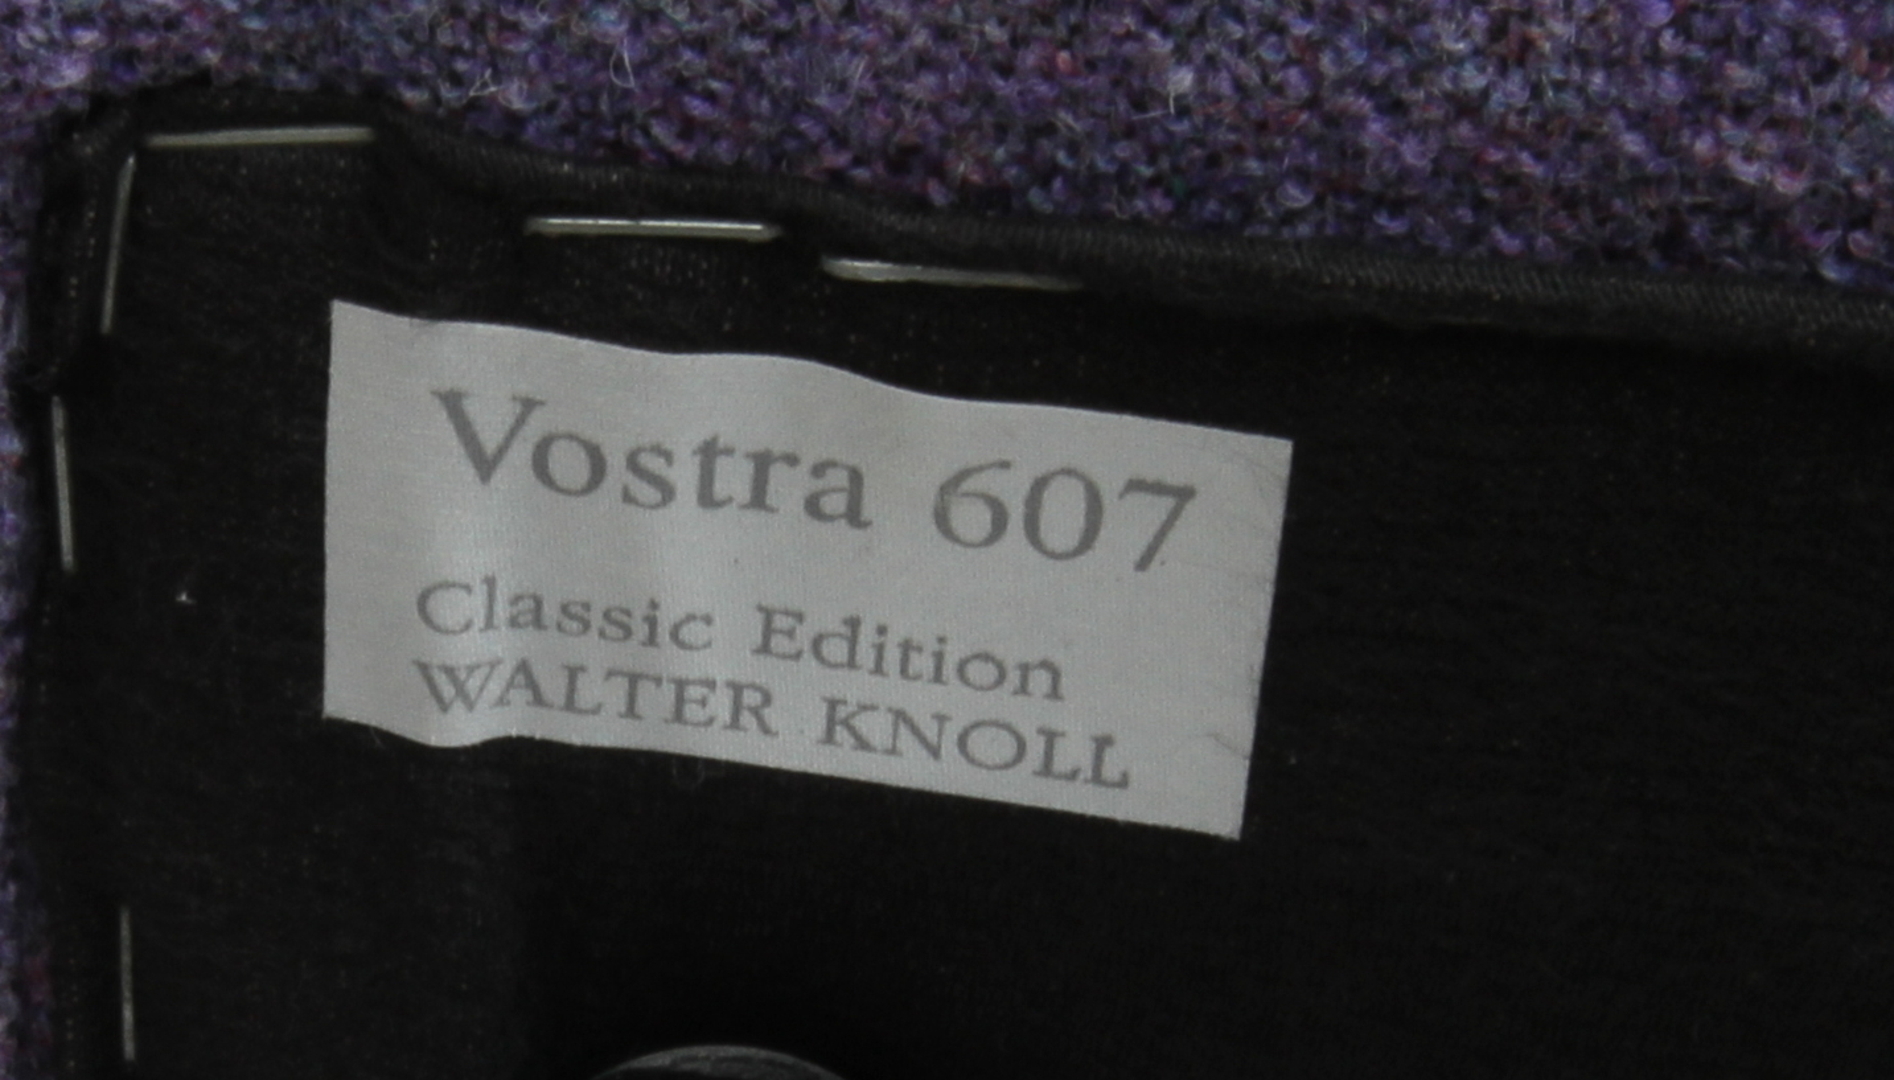 Vostra 607
Classic Edition
WALTER KNOLL